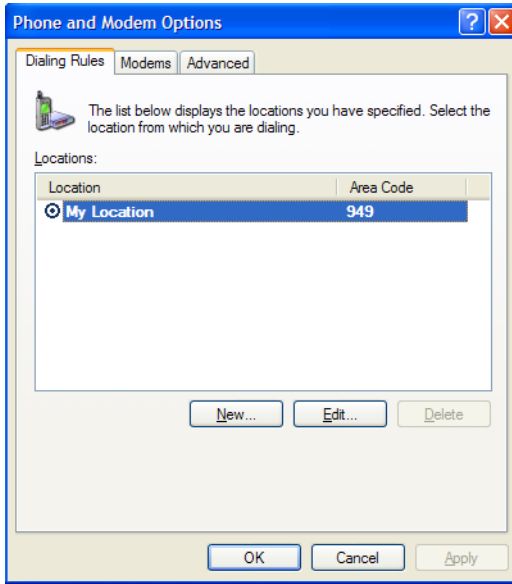 Phone and Modem Options
Dialing Rules Modems Advanced
The list below displays the locations you have specified. Select the
location from which you are dialing.
Locations:
Location Area Code
My Location 949
New... Edit... Delete
OK Cancel Apply